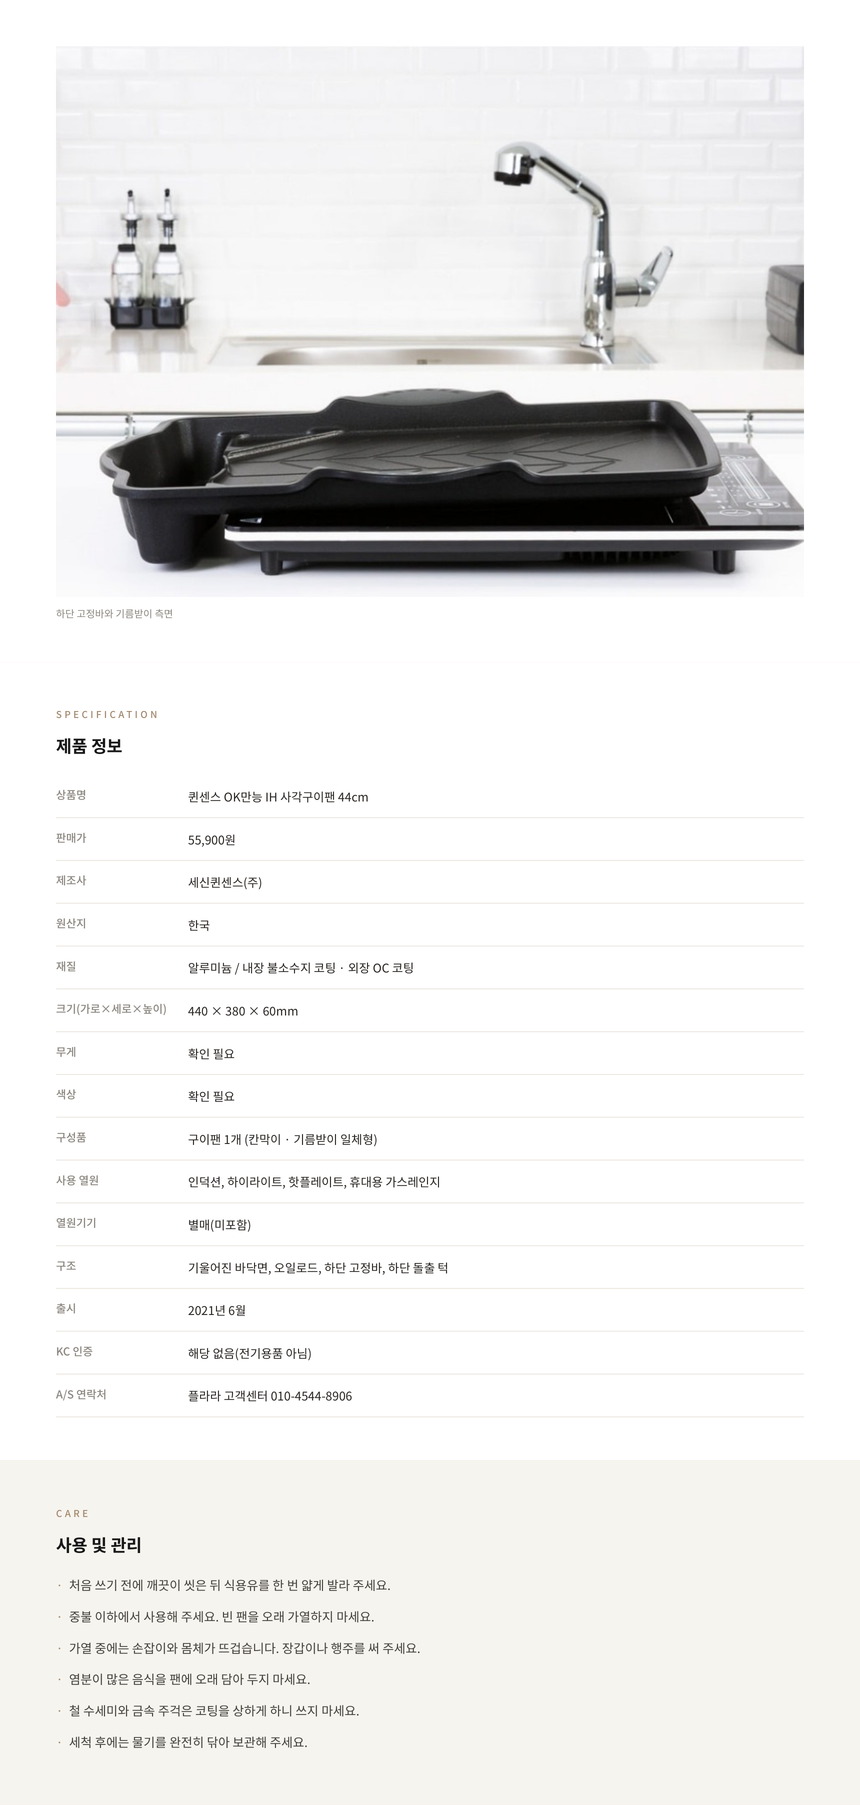 하단 고정바와 기름받이 측면
SPECIFICATION
제품 정보
상품명 퀸센스 OK만능 IH 사각구이팬 44cm
판매가 55,900원
제조사 세신퀸센스(주)
원산지 한국
재질 알루미늄 / 내장 불소수지 코팅 · 외장 OC 코팅
크기(가로×세로×높이) 440 × 380 × 60mm
무게 확인 필요
색상 확인 필요
구성품 구이팬 1개 (칸막이 · 기름받이 일체형)
사용 열원 인덕션, 하이라이트, 핫플레이트, 휴대용 가스레인지
열원기기 별매(미포함)
구조 기울어진 바닥면, 오일로드, 하단 고정바, 하단 돌출 턱
출시 2021년 6월
KC 인증 해당 없음(전기용품 아님)
A/S 연락처 플라라 고객센터 010-4544-8906
CARE
사용 및 관리
· 처음 쓰기 전에 깨끗이 씻은 뒤 식용유를 한 번 얇게 발라 주세요.
· 중불 이하에서 사용해 주세요. 빈 팬을 오래 가열하지 마세요.
· 가열 중에는 손잡이와 몸체가 뜨겁습니다. 장갑이나 행주를 써 주세요.
· 염분이 많은 음식을 팬에 오래 담아 두지 마세요.
· 철 수세미와 금속 주걱은 코팅을 상하게 하니 쓰지 마세요.
· 세척 후에는 물기를 완전히 닦아 보관해 주세요.